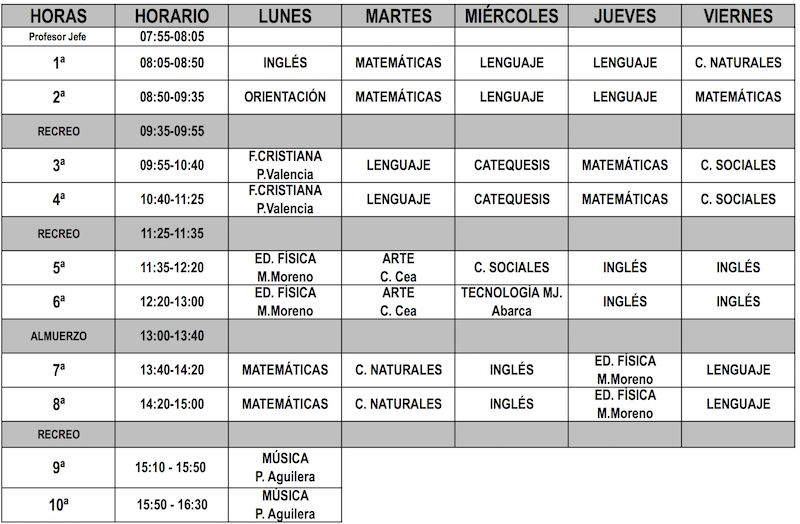 HORAS HORARIO LUNES MARTES MIÉRCOLES JUEVES VIERNES
Profesor Jefe 07:55-08:05
1ª 08:05-08:50 INGLÉS MATEMÁTICAS LENGUAJE LENGUAJE C. NATURALES
2ª 08:50-09:35 ORIENTACIÓN MATEMÁTICAS LENGUAJE LENGUAJE MATEMÁTICAS
RECREO 09:35-09:55
3ª 09:55-10:40 F.CRISTIANA P.Valencia LENGUAJE CATEQUESIS MATEMÁTICAS C. SOCIALES
4ª 10:40-11:25 F.CRISTIANA P.Valencia LENGUAJE CATEQUESIS MATEMÁTICAS C. SOCIALES
RECREO 11:25-11:35
5ª 11:35-12:20 ED. FÍSICA M.Moreno ARTE C. Cea C. SOCIALES INGLÉS INGLÉS
6ª 12:20-13:00 ED. FÍSICA M.Moreno ARTE C. Cea TECNOLOGÍA MJ. Abarca INGLÉS INGLÉS
ALMUERZO 13:00-13:40
7ª 13:40-14:20 MATEMÁTICAS C. NATURALES INGLÉS ED. FÍSICA M.Moreno LENGUAJE
8ª 14:20-15:00 MATEMÁTICAS C. NATURALES INGLÉS ED. FÍSICA M.Moreno LENGUAJE
RECREO
9ª 15:10 - 15:50 MÚSICA P. Aguilera
10ª 15:50 - 16:30 MÚSICA P. Aguilera